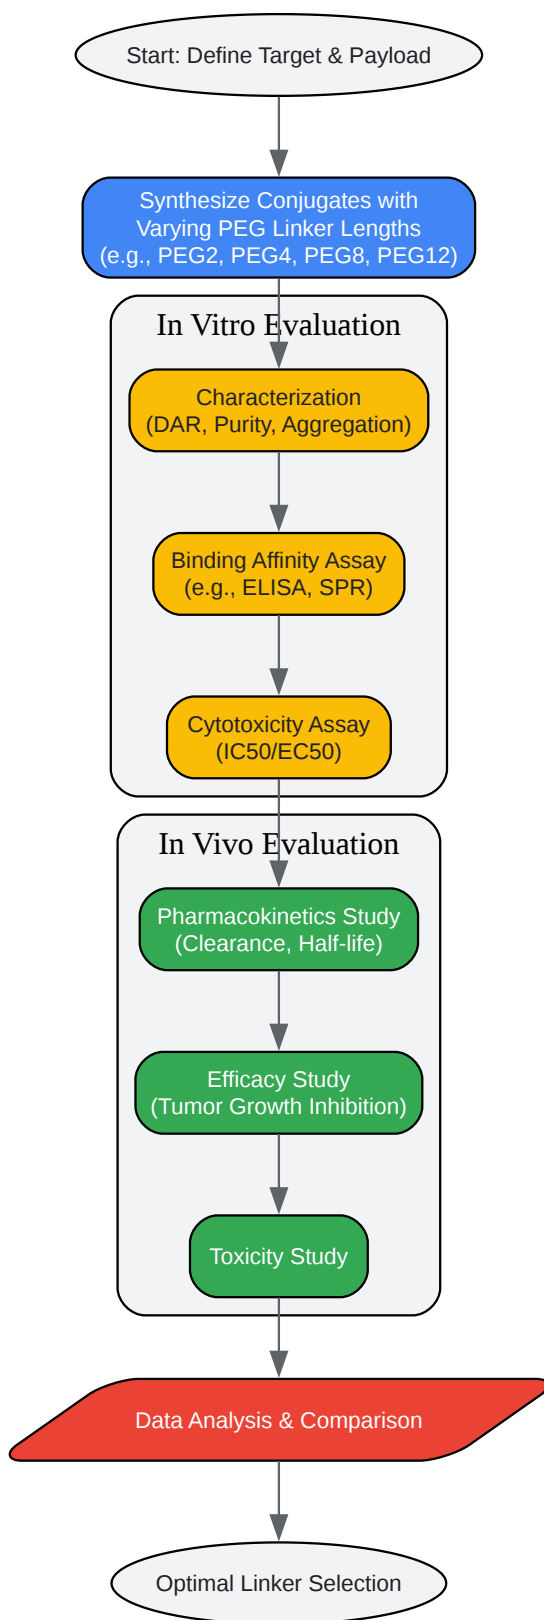 Start: Define Target & Payload
Synthesize Conjugates with
Varying PEG Linker Lengths
(e.g., PEG2, PEG4, PEG8, PEG12)
In Vitro Evaluation
Characterization
(DAR, Purity, Aggregation)
Binding Affinity Assay
(e.g., ELISA, SPR)
Cytotoxicity Assay
(IC50/EC50)
In Vivo Evaluation
Pharmacokinetics Study
(Clearance, Half-life)
Efficacy Study
(Tumor Growth Inhibition)
Toxicity Study
Data Analysis & Comparison
Optimal Linker Selection